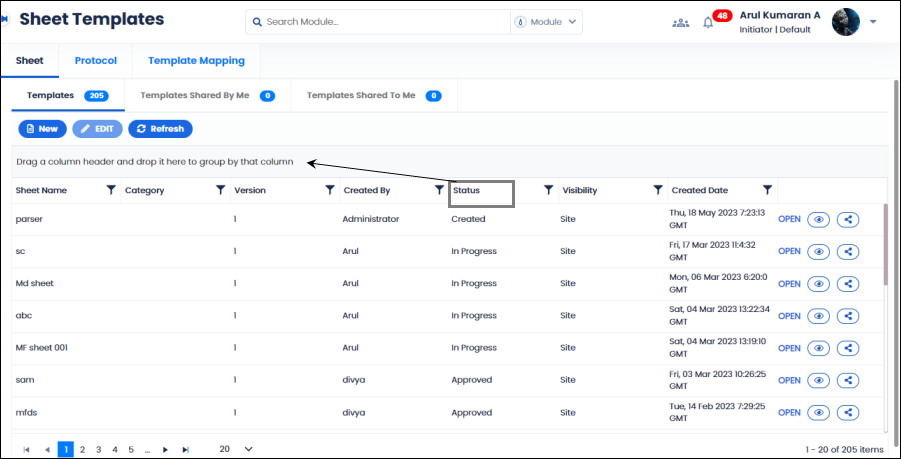 Sheet Templates
Search Module...
Module
48
Arul Kumaran A
Initiator | Default
Sheet Protocol Template Mapping
Templates 205 Templates Shared By Me 0 Templates Shared To Me 0
New EDIT Refresh
Drag a column header and drop it here to group by that column
Sheet Name Category Version Created By Status Visibility Created Date
parser 1 Administrator Created Site Thu, 18 May 2023 7:23:13 GMT OPEN
sc 1 Arul In Progress Site Fri, 17 Mar 2023 11:4:32 GMT OPEN
Md sheet 1 Arul In Progress Site Mon, 06 Mar 2023 6:20:0 GMT OPEN
abc 1 Arul In Progress Site Sat, 04 Mar 2023 13:22:34 GMT OPEN
MF sheet 001 1 Arul In Progress Site Sat, 04 Mar 2023 13:19:10 GMT OPEN
sam 1 divya Approved Site Fri, 03 Mar 2023 10:26:25 GMT OPEN
mfds 1 divya Approved Site Tue, 14 Feb 2023 7:29:25 GMT OPEN
1 2 3 4 5 ... 20 1 - 20 of 205 items